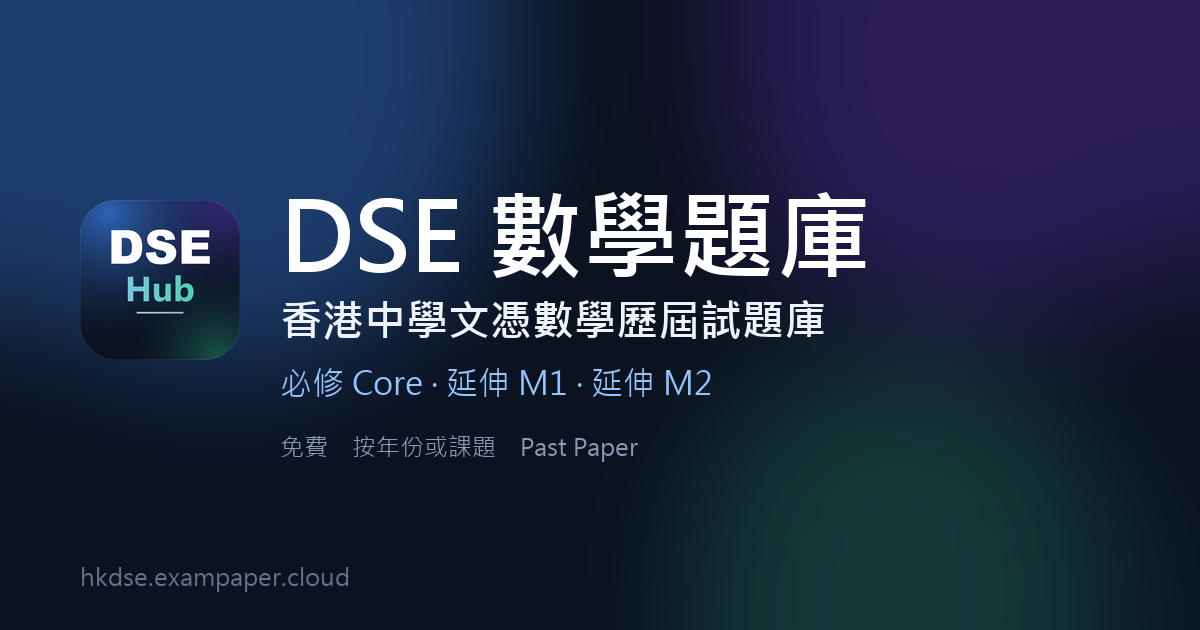 DSE
Hub
DSE 數學題庫
香港中學文憑數學歷屆試題庫
必修 Core · 延伸 M1 · 延伸 M2
免費 按年份或課題 Past Paper
hkdse.exampaper.cloud